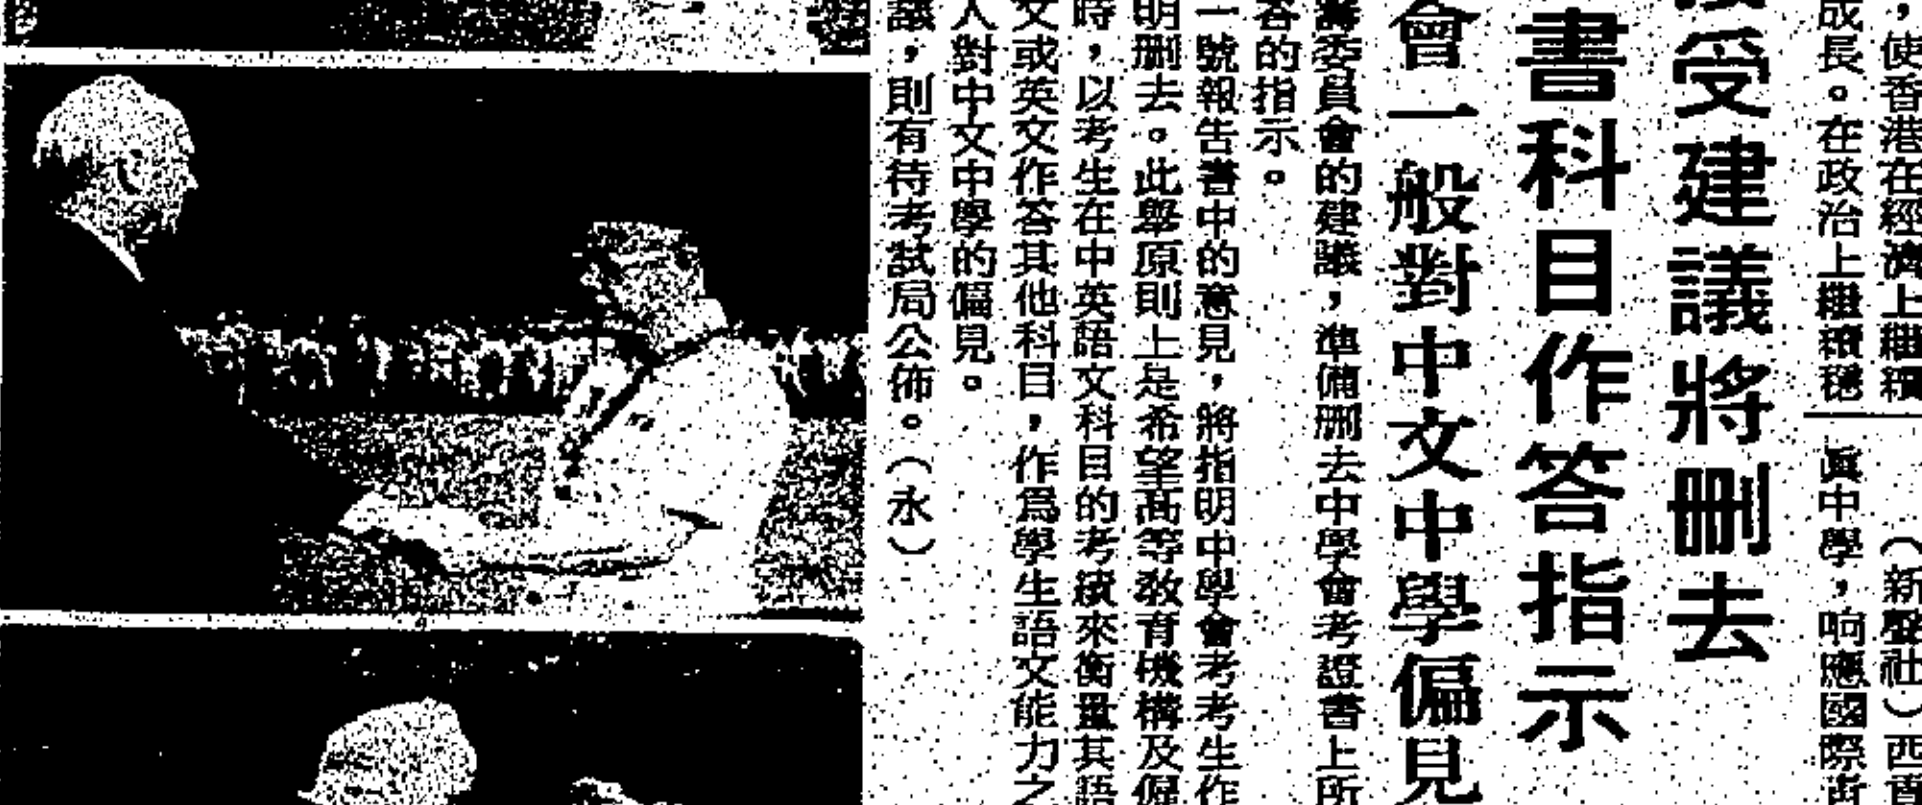 ，使香港在經濟上繼續
成長。在政治上繼續穩
（新聲社）西貢
眞中學，响應國際靑
受建議將刪去
書科目作答指示
會一般對中文中學偏見
籌委員會的建議，準備刪去中學會考證書上所
答的指示。
一號報告書中的意見，將指明中學會考考生作
明刪去。此舉原則上是希望高等敎育機構及僱
時，以考生在中英語文科目的考績來衡量其語
文或英文作答其他科目，作爲學生語文能力之
人對中文中學的偏見。
議，則有待考試局公佈。（永）